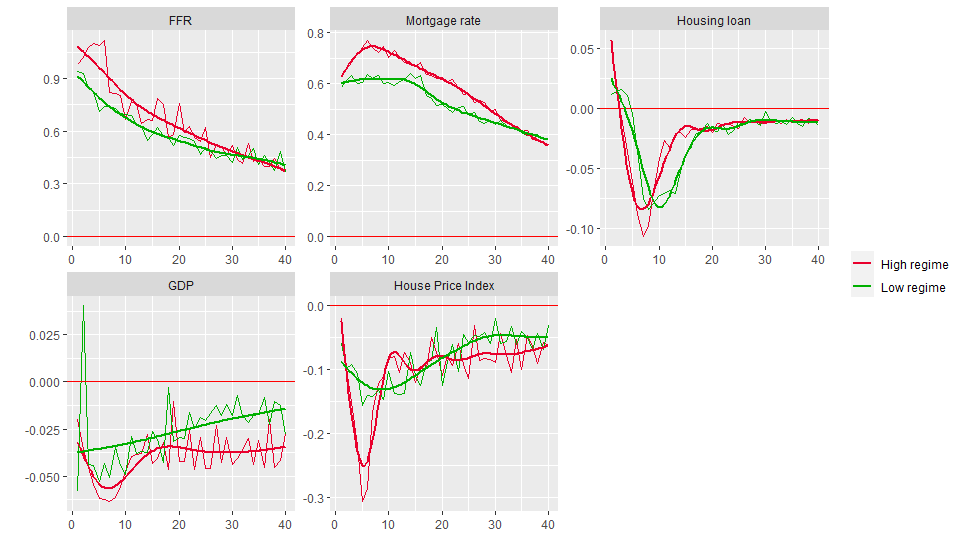 FFR
Mortgage rate
Housing loan
0.9
0.6
0.3
0.0
0 10 20 30 40
0.8
0.6
0.4
0.2
0.0
0 10 20 30 40
0.05
0.00
-0.05
-0.10
0 10 20 30 40
GDP
House Price Index
0.025
0.000
-0.025
-0.050
0 10 20 30 40
0.0
-0.1
-0.2
-0.3
0 10 20 30 40
High regime
Low regime